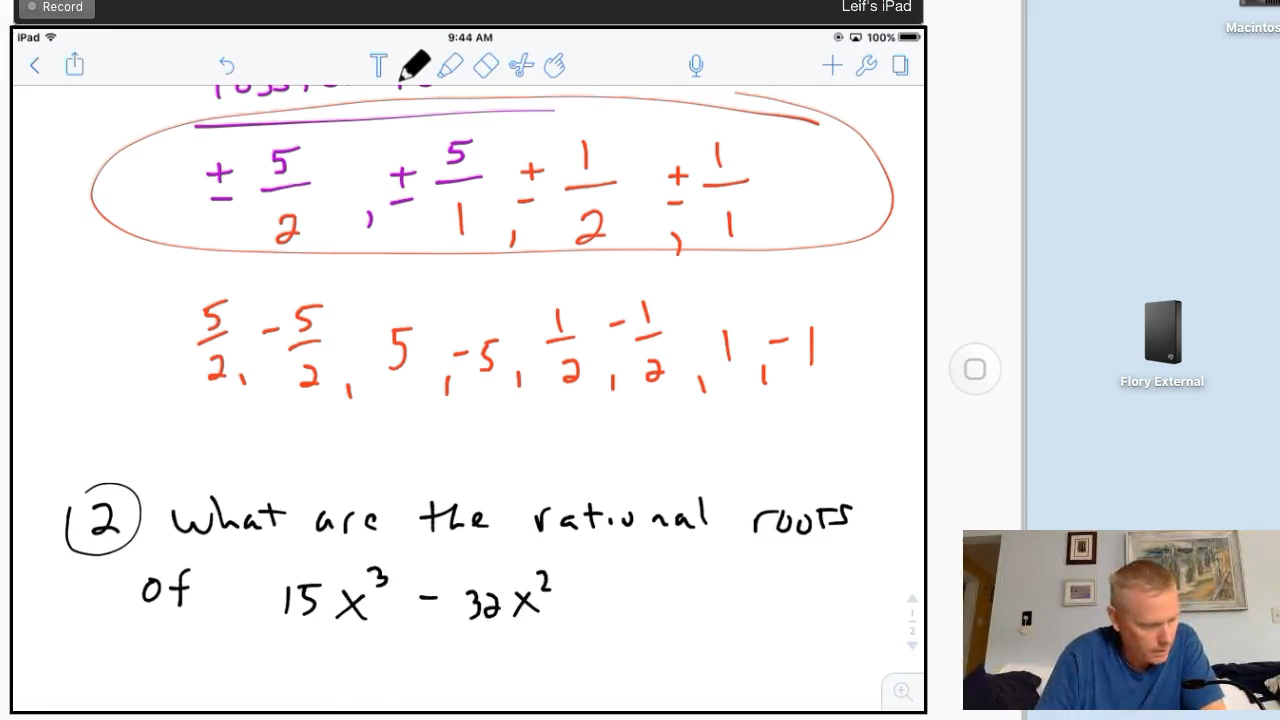 Record
Leif's iPad
iPad 9:44 AM 100%
T
Macintos
± 5/2 , ± 5/1 , ± 1/2 , ± 1/1
5/2, -5/2, 5, -5, 1/2, -1/2, 1, -1
Flory External
② What are the rational roots
of 15x³ - 32x²
1
2